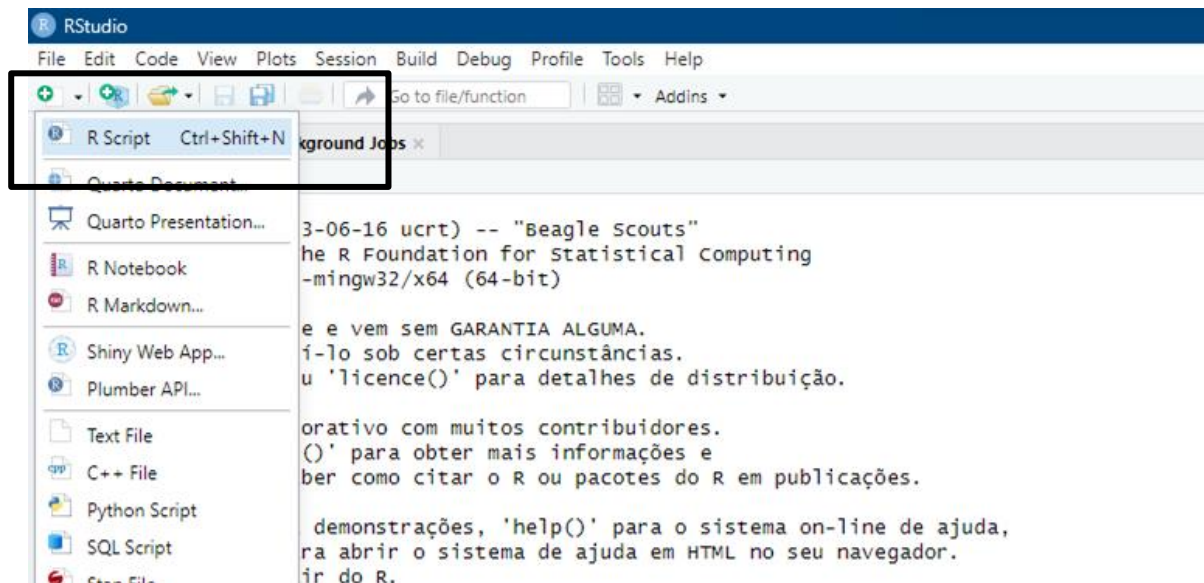 RStudio
File Edit Code View Plots Session Build Debug Profile Tools Help
Go to file/function Addins
R Script Ctrl+Shift+N
kground Jobs
Quarto Document...
Quarto Presentation...
R Notebook
R Markdown...
Shiny Web App...
Plumber API...
Text File
C++ File
Python Script
SQL Script
Stan File
3-06-16 ucrt) -- "Beagle Scouts"
he R Foundation for Statistical Computing
-mingw32/x64 (64-bit)
e e vem sem GARANTIA ALGUMA.
í-lo sob certas circunstâncias.
u 'licence()' para detalhes de distribuição.
orativo com muitos contribuidores.
()' para obter mais informações e
ber como citar o R ou pacotes do R em publicações.
demonstrações, 'help()' para o sistema on-line de ajuda,
ra abrir o sistema de ajuda em HTML no seu navegador.
ir do R.